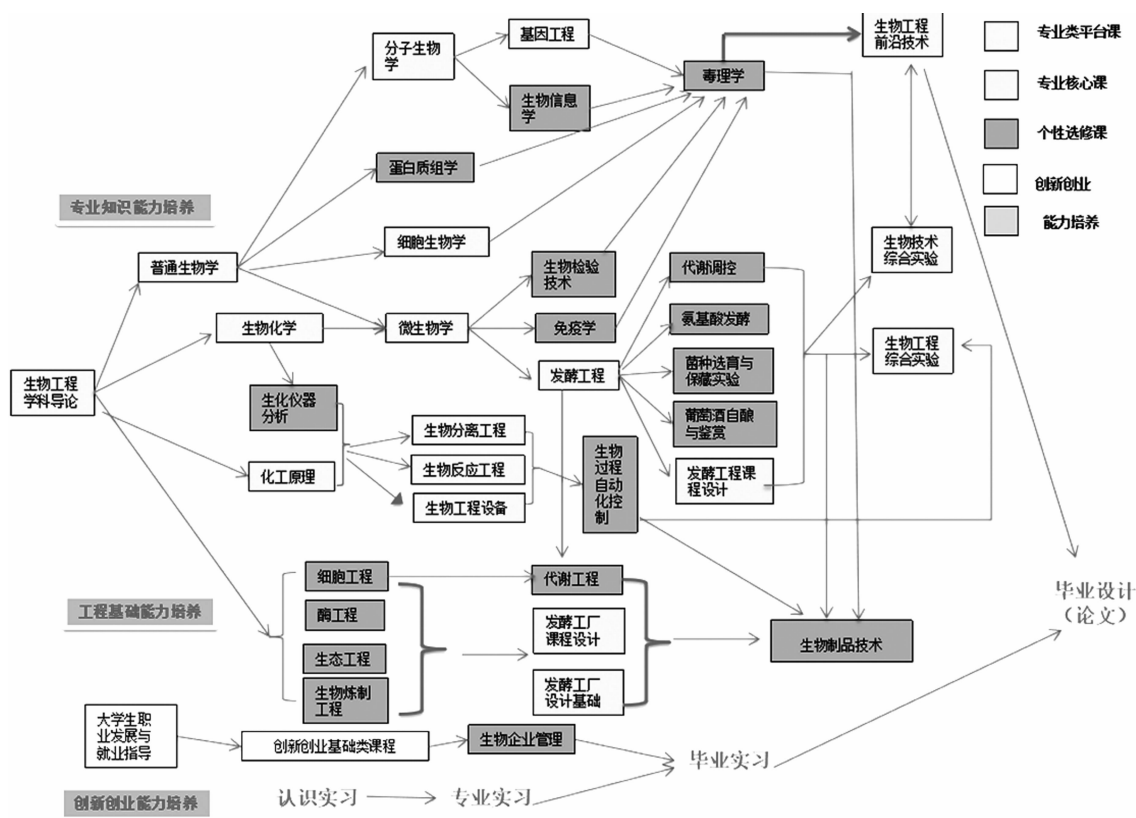 生物工程
前沿技术
专业类平台课
分子生物
学
基因工程
毒理学
专业核心课
生物信息
学
个性选修课
蛋白质组学
创新创业
专业知识能力培养
能力培养
细胞生物学
生物技术
综合实验
普通生物学
生物检验
技术
代谢调控
生物化学
微生物学
免疫学
氨基酸发酵
生物工程
综合实验
生物工程
学科导论
发酵工程
菌种选育与
保藏实验
生化仪器
分析
葡萄酒自酿
与鉴赏
生物分离工程
生物
过程
自动
化控
制
化工原理
生物反应工程
发酵工程课
程设计
生物工程设备
细胞工程
代谢工程
毕业设计
（论文）
工程基础能力培养
酶工程
发酵工厂
课程设计
生物制品技术
生态工程
生物炼制
工程
发酵工厂
设计基础
大学生职
业发展与
就业指导
创新创业基础类课程
生物企业管理
毕业实习
创新创业能力培养
认识实习
专业实习